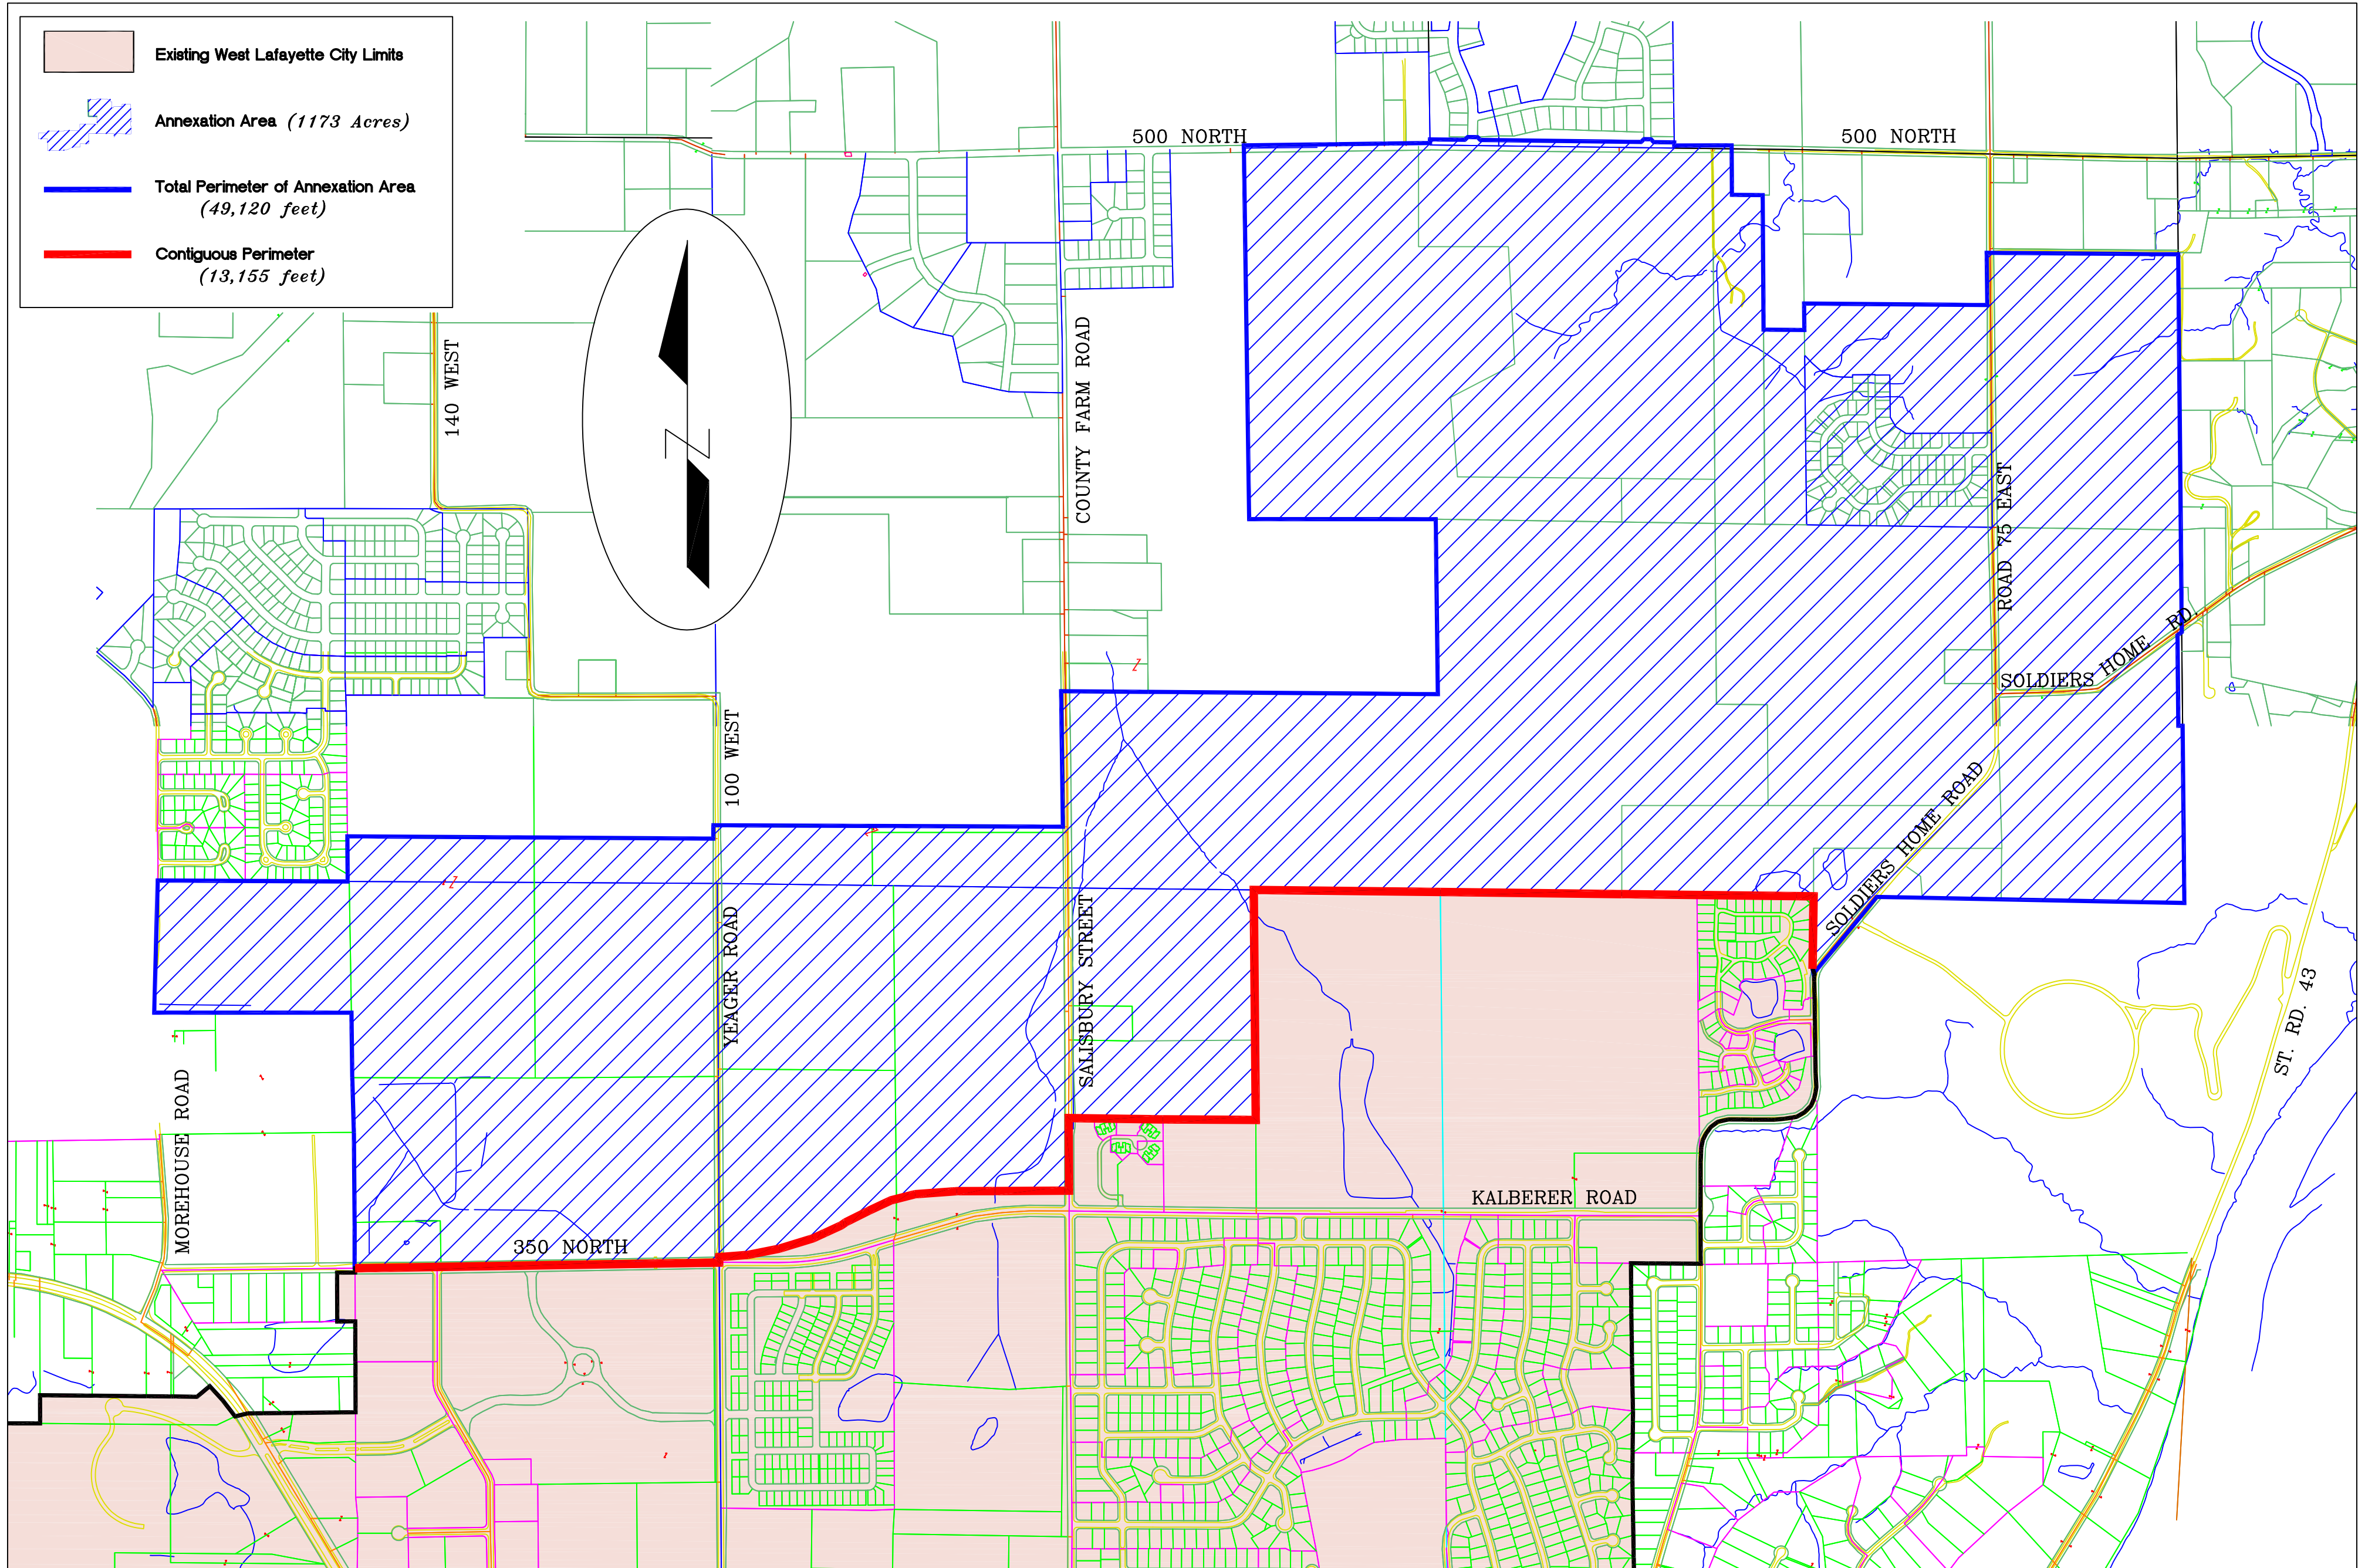 Existing West Lafayette City Limits
Annexation Area (1173 Acres)
Total Perimeter of Annexation Area
(49,120 feet)
Contiguous Perimeter
(13,155 feet)
500 NORTH
500 NORTH
140 WEST
COUNTY FARM ROAD
N
ROAD 75 EAST
SOLDIERS HOME RD.
100 WEST
SOLDIERS HOME ROAD
YEAGER ROAD
SALISBURY STREET
ST. RD. 43
MOREHOUSE ROAD
KALBERER ROAD
350 NORTH